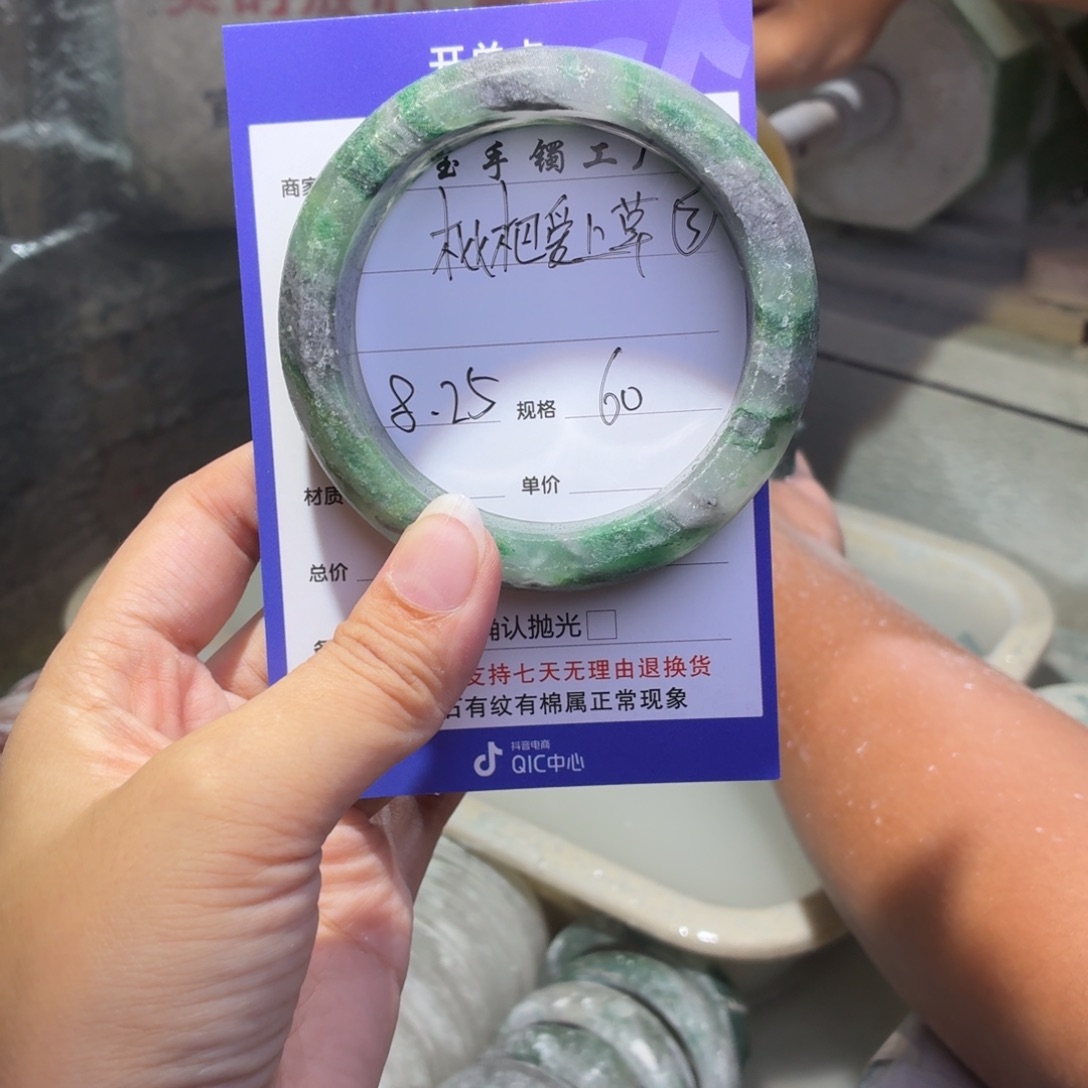 开单卡
商家
宝手镯工厂
枇杷爱卜草⑤
8.25 规格 60
材质
单价
总价
确认抛光
支持七天无理由退换货
石有纹有棉属正常现象
抖音电商
QIC中心